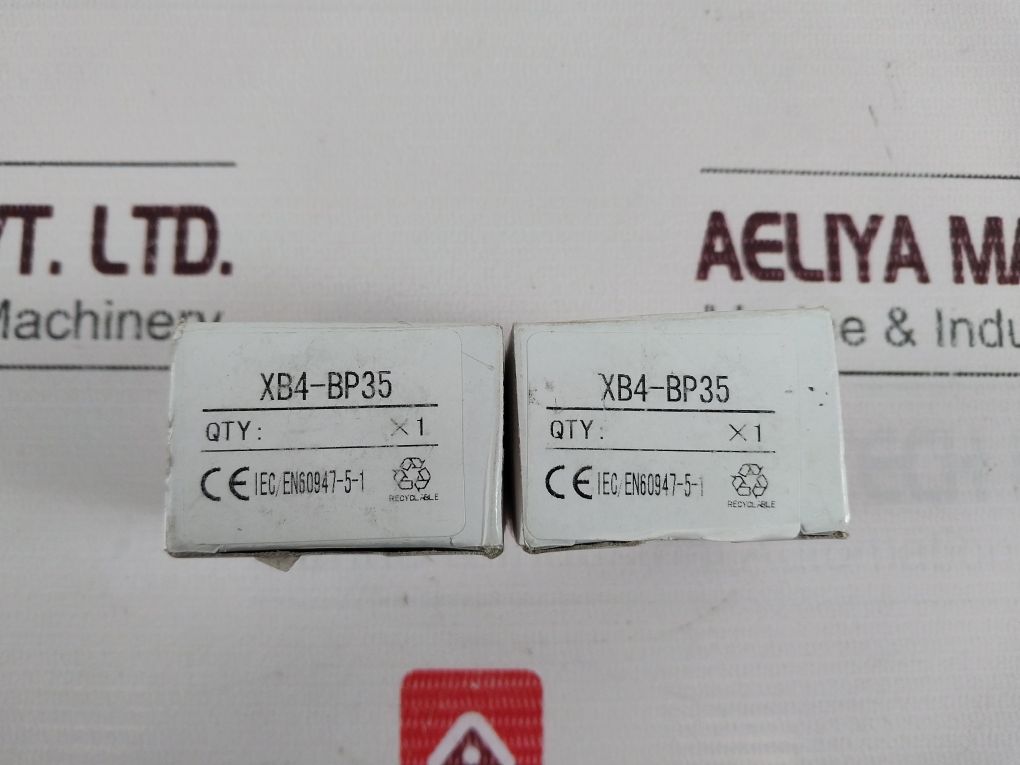 YT. LTD.
Machinery
AELIYA MA
& Indu
XB4-BP35
QTY: ×1
CE IEC/EN60947-5-1
RECYCLABLE
XB4-BP35
QTY: ×1
CE IEC/EN60947-5-1
RECYCLABLE